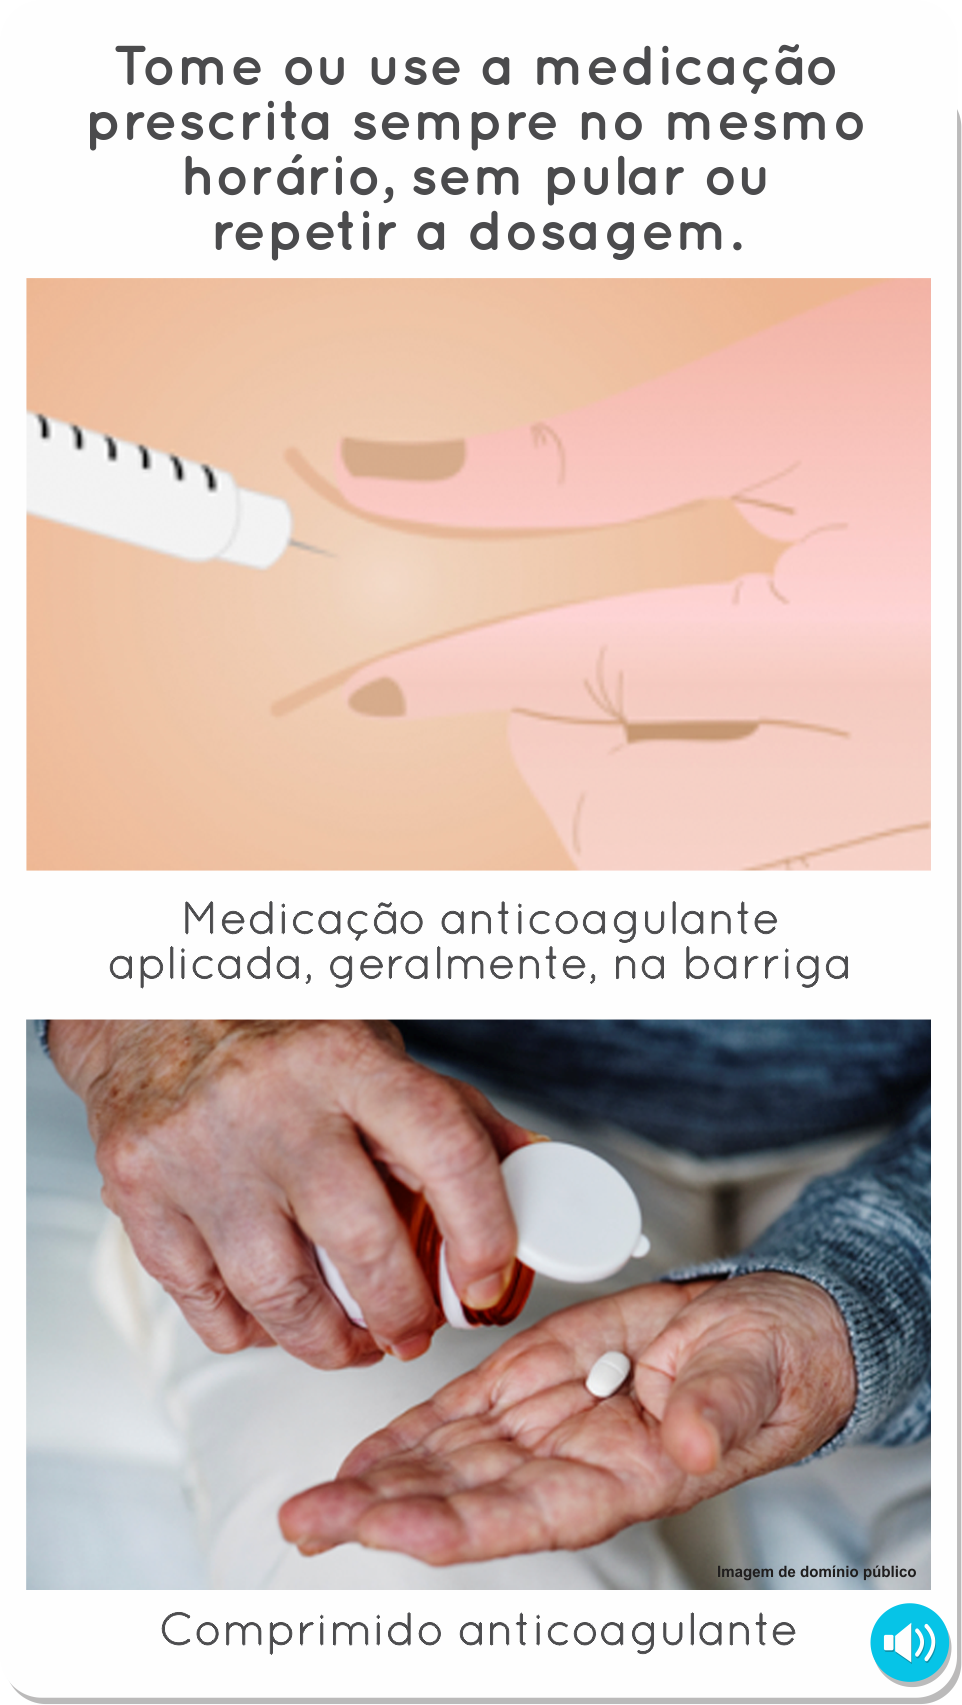 Tome ou use a medicação
prescrita sempre no mesmo
horário, sem pular ou
repetir a dosagem.
Medicação anticoagulante
aplicada, geralmente, na barriga
Imagem de domínio público
Comprimido anticoagulante